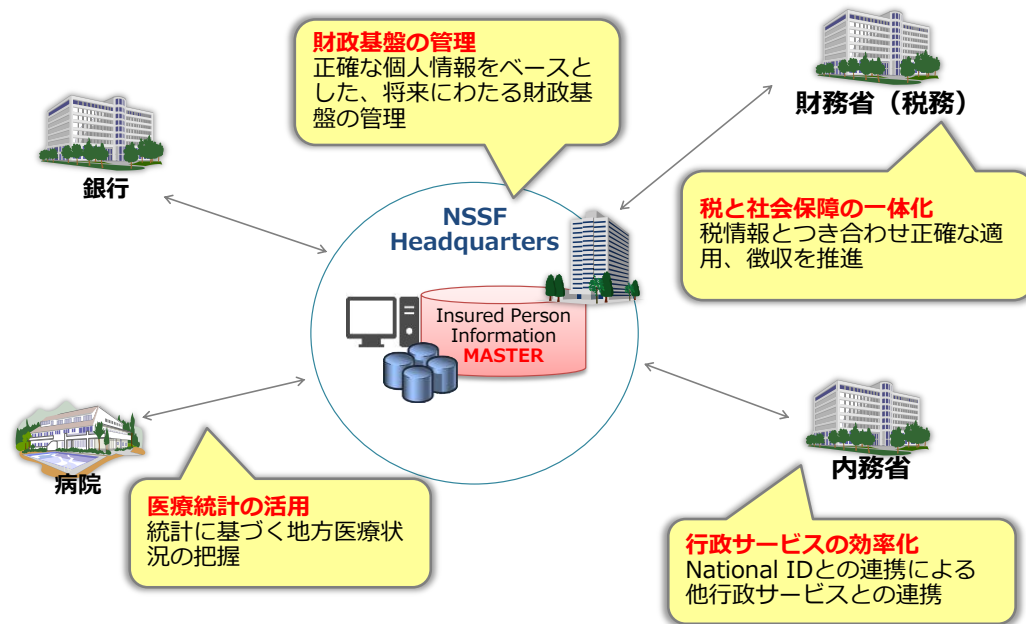 財政基盤の管理
正確な個人情報をベースと
した、将来にわたる財政基
盤の管理
財務省（税務）
銀行
税と社会保障の一体化
税情報とつき合わせ正確な適
用、徴収を推進
NSSF
Headquarters
Insured Person
Information
MASTER
病院
医療統計の活用
統計に基づく地方医療状
況の把握
内務省
行政サービスの効率化
National IDとの連携による
他行政サービスとの連携